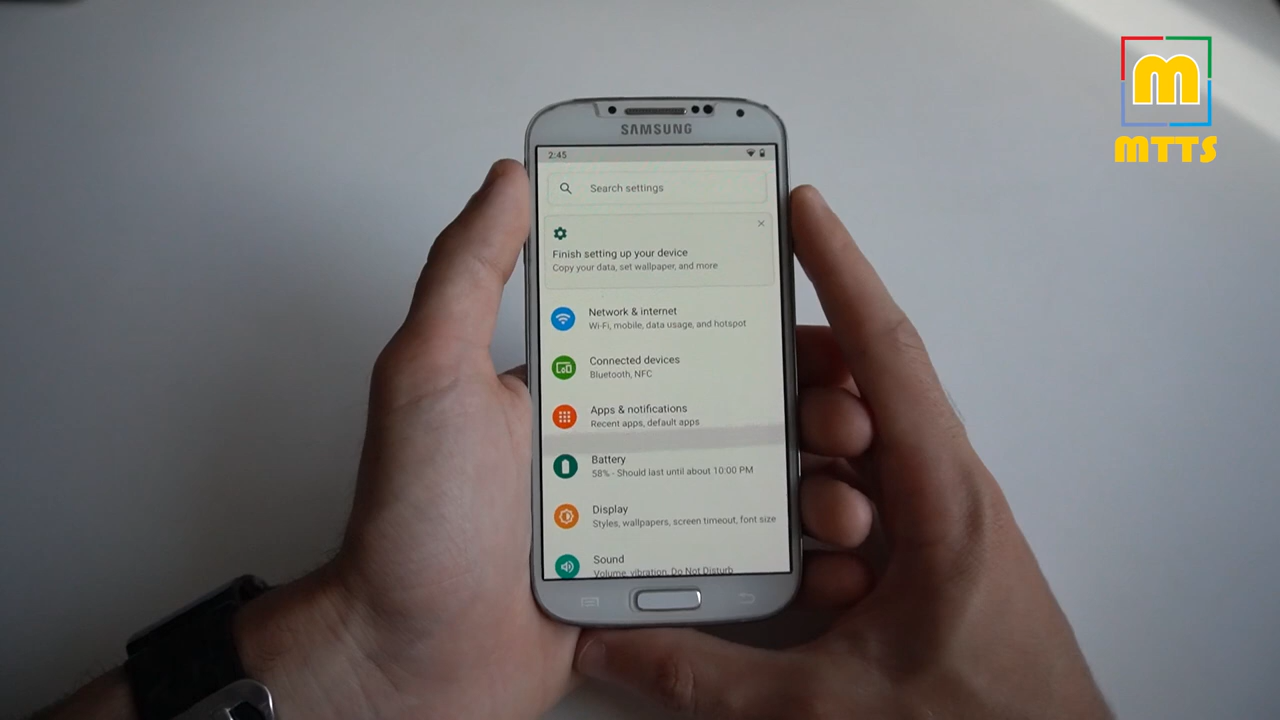 M
MTTS
SAMSUNG
2:45
Search settings
Finish setting up your device
Copy your data, set wallpaper, and more
Network & internet
Wi-Fi, mobile, data usage, and hotspot
Connected devices
Bluetooth, NFC
Apps & notifications
Recent apps, default apps
Battery
58% - Should last until about 10:00 PM
Display
Styles, wallpapers, screen timeout, font size
Sound
Volume, vibration, Do Not Disturb